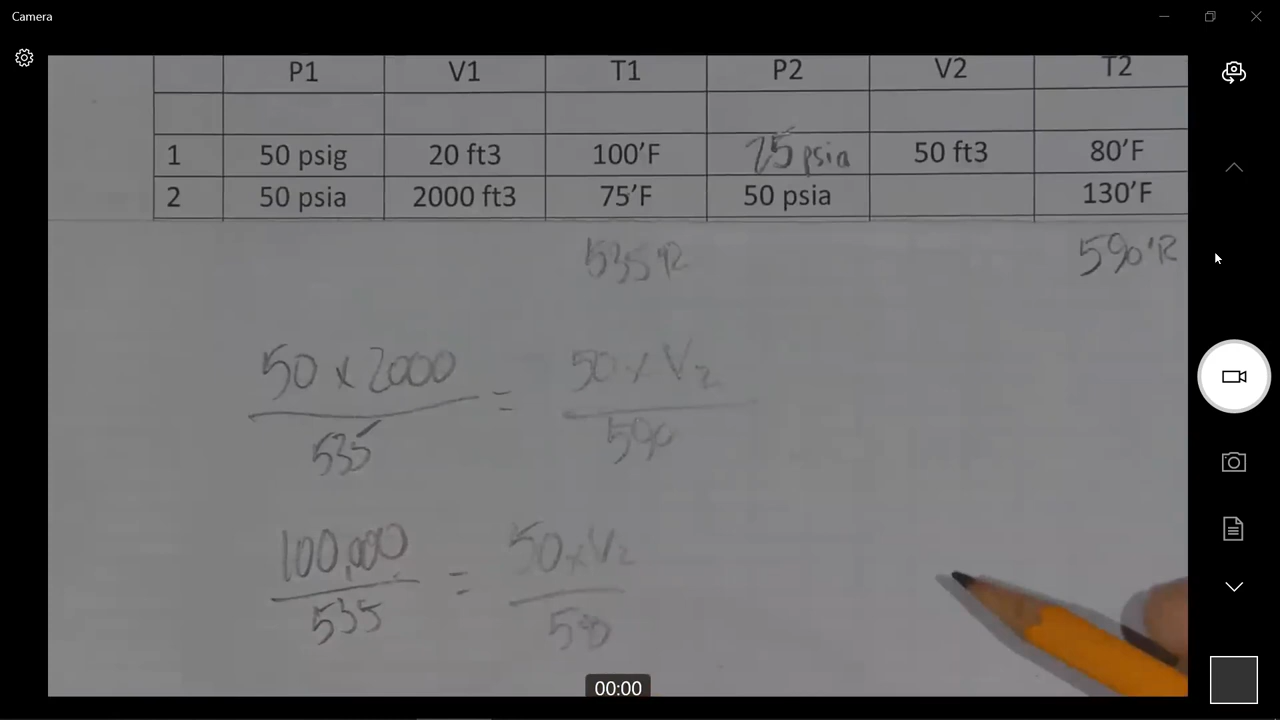 Camera
P1 V1 T1 P2 V2 T2
1 50 psig 20 ft3 100'F 25 psia 50 ft3 80'F
2 50 psia 2000 ft3 75'F 50 psia 130'F
535'R 590'R
50 x 2000 = 50 x V2
535 590
100,000 = 50 x V2
535 590
00:00